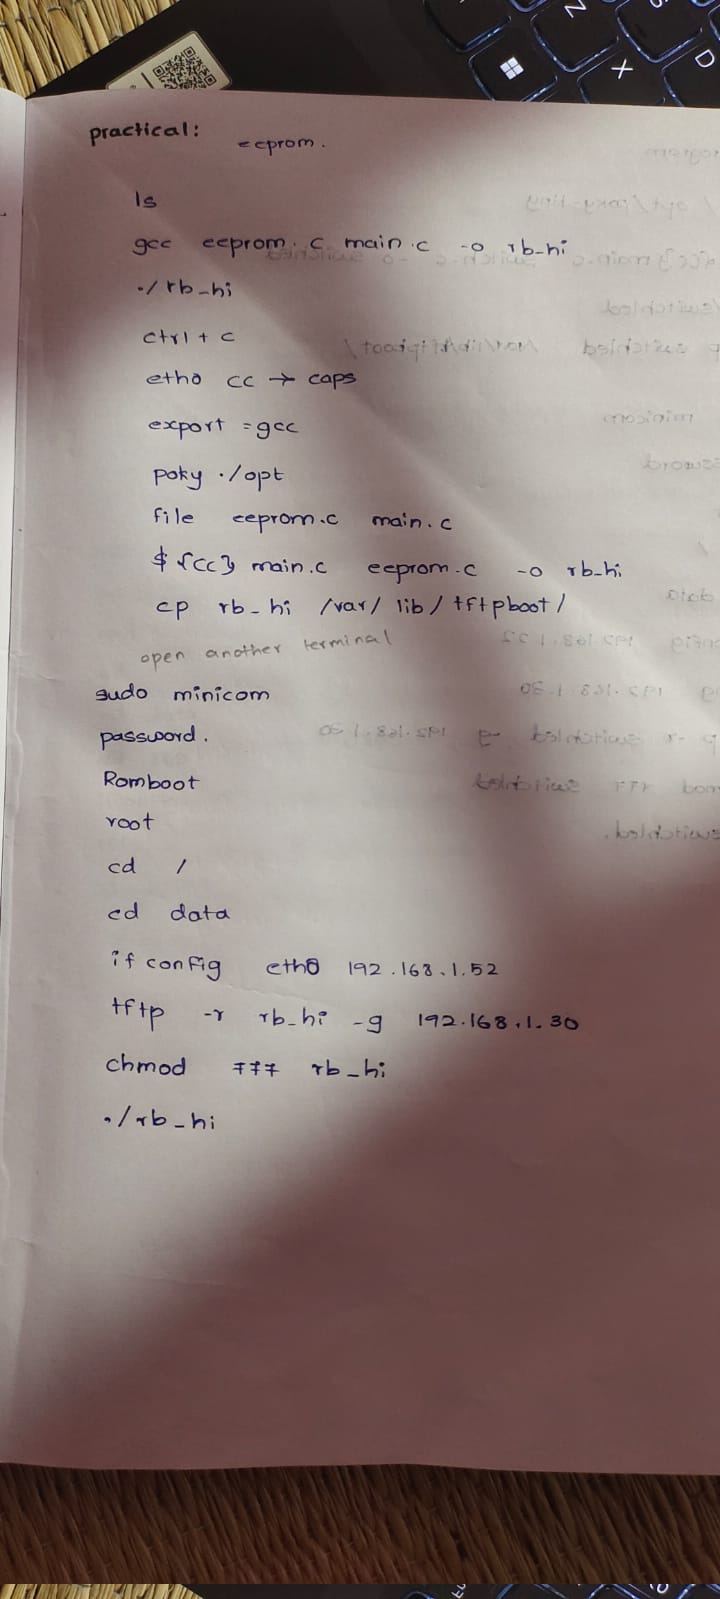 practical:
eeprom.
ls
gcc eeprom.c main.c -o rb_hi
./rb_hi
ctrl + c
etho cc → caps
export =gcc
poky ./opt
file eeprom.c main.c
${cc} main.c eeprom.c -o rb_hi
cp rb_hi /var/lib/tftpboot/
open another terminal
sudo minicom
password.
Romboot
root
cd /
cd data
ifconfig eth0 192.168.1.52
tftp -r rb_hi -g 192.168.1.30
chmod 777 rb_hi
./rb_hi